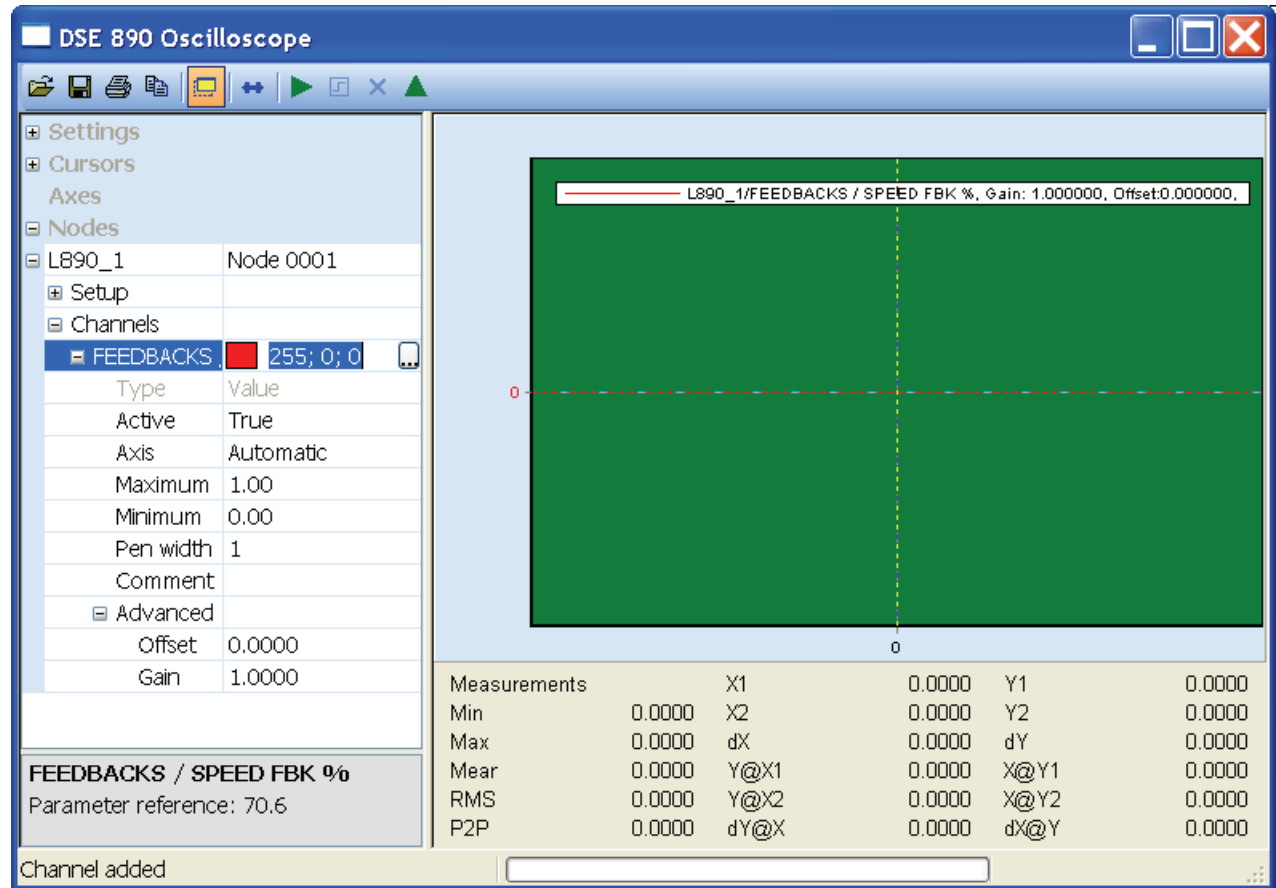 DSE 890 Oscilloscope
Settings
Cursors
Axes
Nodes
L890_1 Node 0001
Setup
Channels
FEEDBACKS 255; 0; 0 ...
Type Value
Active True
Axis Automatic
Maximum 1.00
Minimum 0.00
Pen width 1
Comment
Advanced
Offset 0.0000
Gain 1.0000
FEEDBACKS / SPEED FBK %
Parameter reference: 70.6
L890_1/FEEDBACKS / SPEED FBK %, Gain: 1.000000, Offset:0.000000,
0
0
Measurements X1 0.0000 Y1 0.0000
Min 0.0000 X2 0.0000 Y2 0.0000
Max 0.0000 dX 0.0000 dY 0.0000
Mear 0.0000 Y@X1 0.0000 X@Y1 0.0000
RMS 0.0000 Y@X2 0.0000 X@Y2 0.0000
P2P 0.0000 dY@X 0.0000 dX@Y 0.0000
Channel added